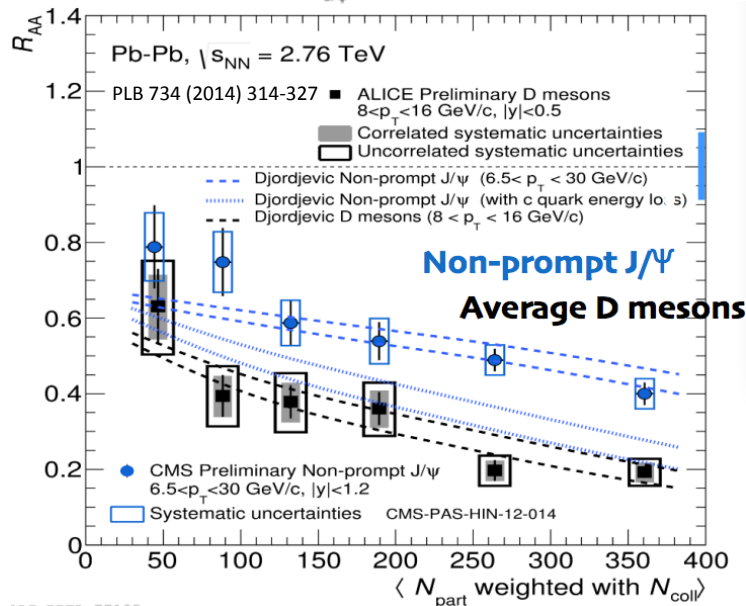 R_AA
1.4
1.2
1
0.8
0.6
0.4
0.2
0
Pb-Pb, √s_NN = 2.76 TeV
PLB 734 (2014) 314-327
ALICE Preliminary D mesons
8<p_T<16 GeV/c, |y|<0.5
Correlated systematic uncertainties
Uncorrelated systematic uncertainties
Djordjevic Non-prompt J/ψ (6.5< p_T < 30 GeV/c)
Djordjevic Non-prompt J/ψ (with c quark energy loss)
Djordjevic D mesons (8 < p_T < 16 GeV/c)
Non-prompt J/Ψ
Average D mesons
CMS Preliminary Non-prompt J/ψ
6.5<p_T<30 GeV/c, |y|<1.2
Systematic uncertainties CMS-PAS-HIN-12-014
0 50 100 150 200 250 300 350 400
⟨ N_part weighted with N_coll⟩